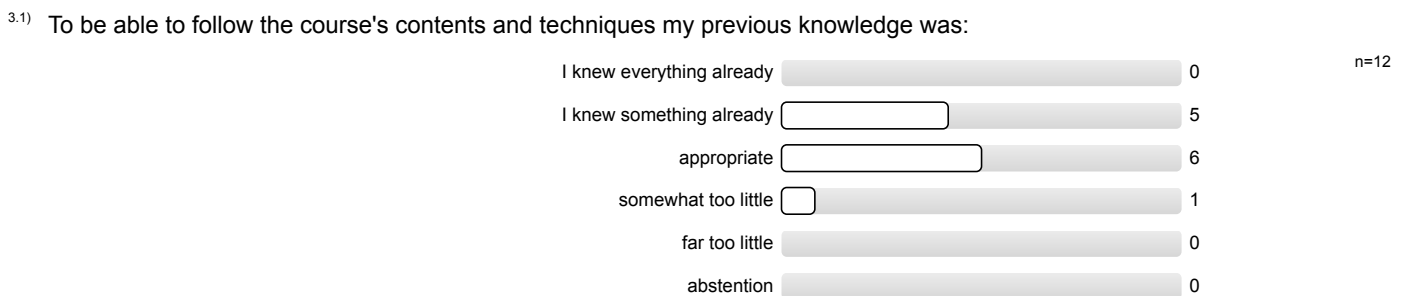 3.1) To be able to follow the course's contents and techniques my previous knowledge was:
n=12
I knew everything already 0
I knew something already 5
appropriate 6
somewhat too little 1
far too little 0
abstention 0